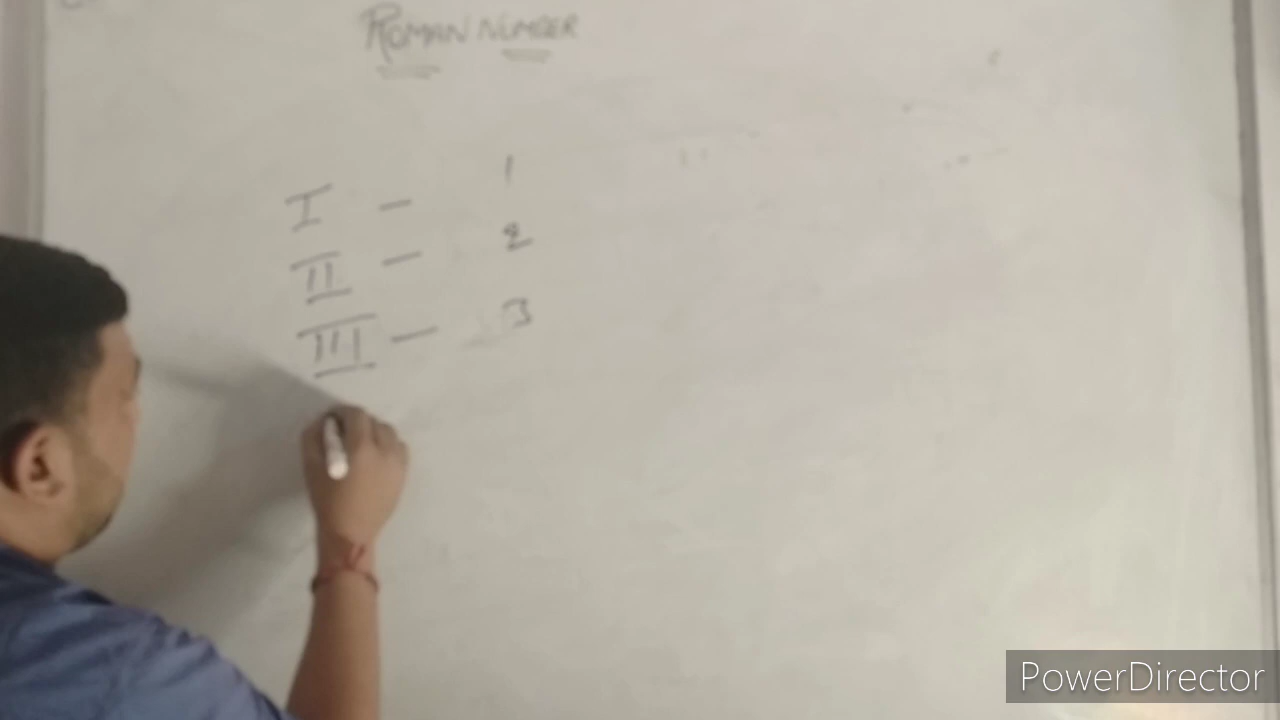 ROMAN NUMBER
I - 1
II - 2
III - 3
PowerDirector